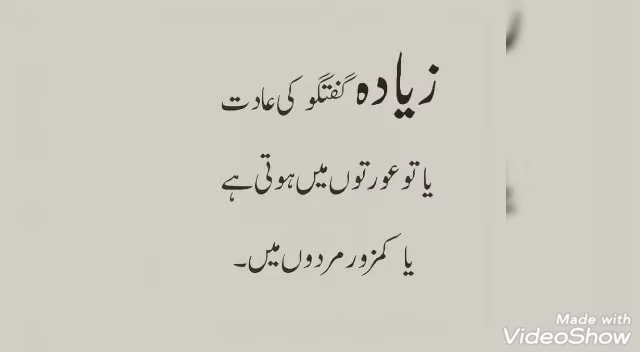 زیادہ گفتگو کی عادت
یا تو عورتوں میں ہوتی ہے
یا کمزور مردوں میں۔
Made with
VideoShow